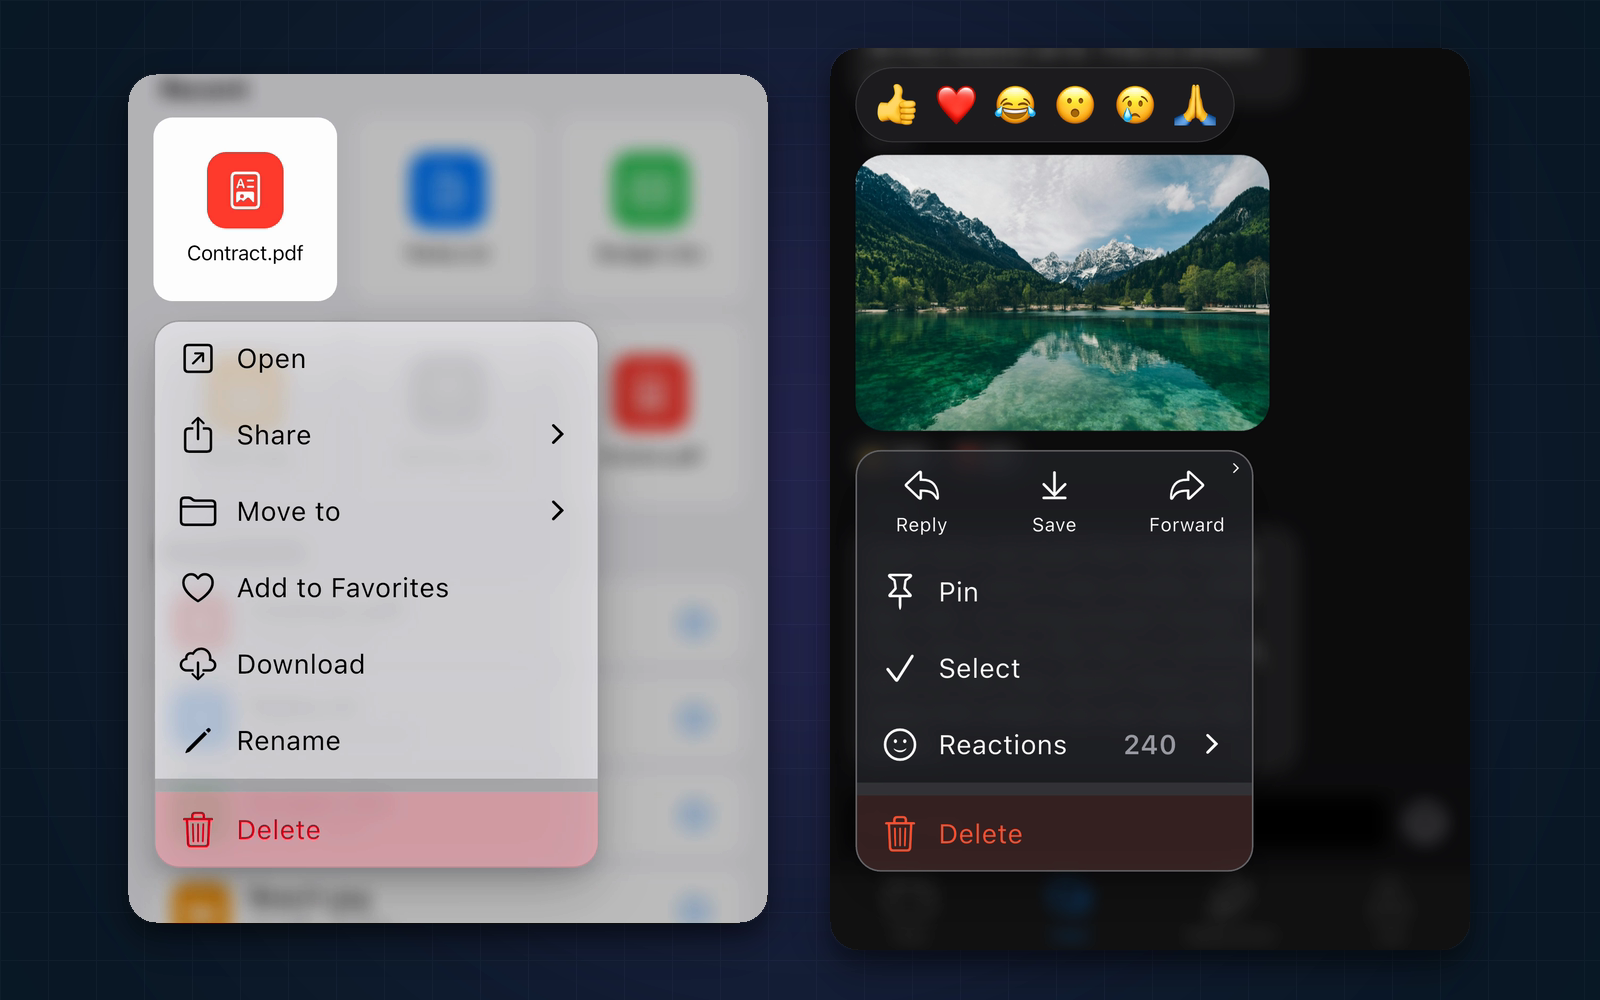 Recent
A
Contract.pdf
Open
Share
Move to
Add to Favorites
Download
Rename
Delete
Reply
Save
Forward
Pin
Select
Reactions 240
Delete